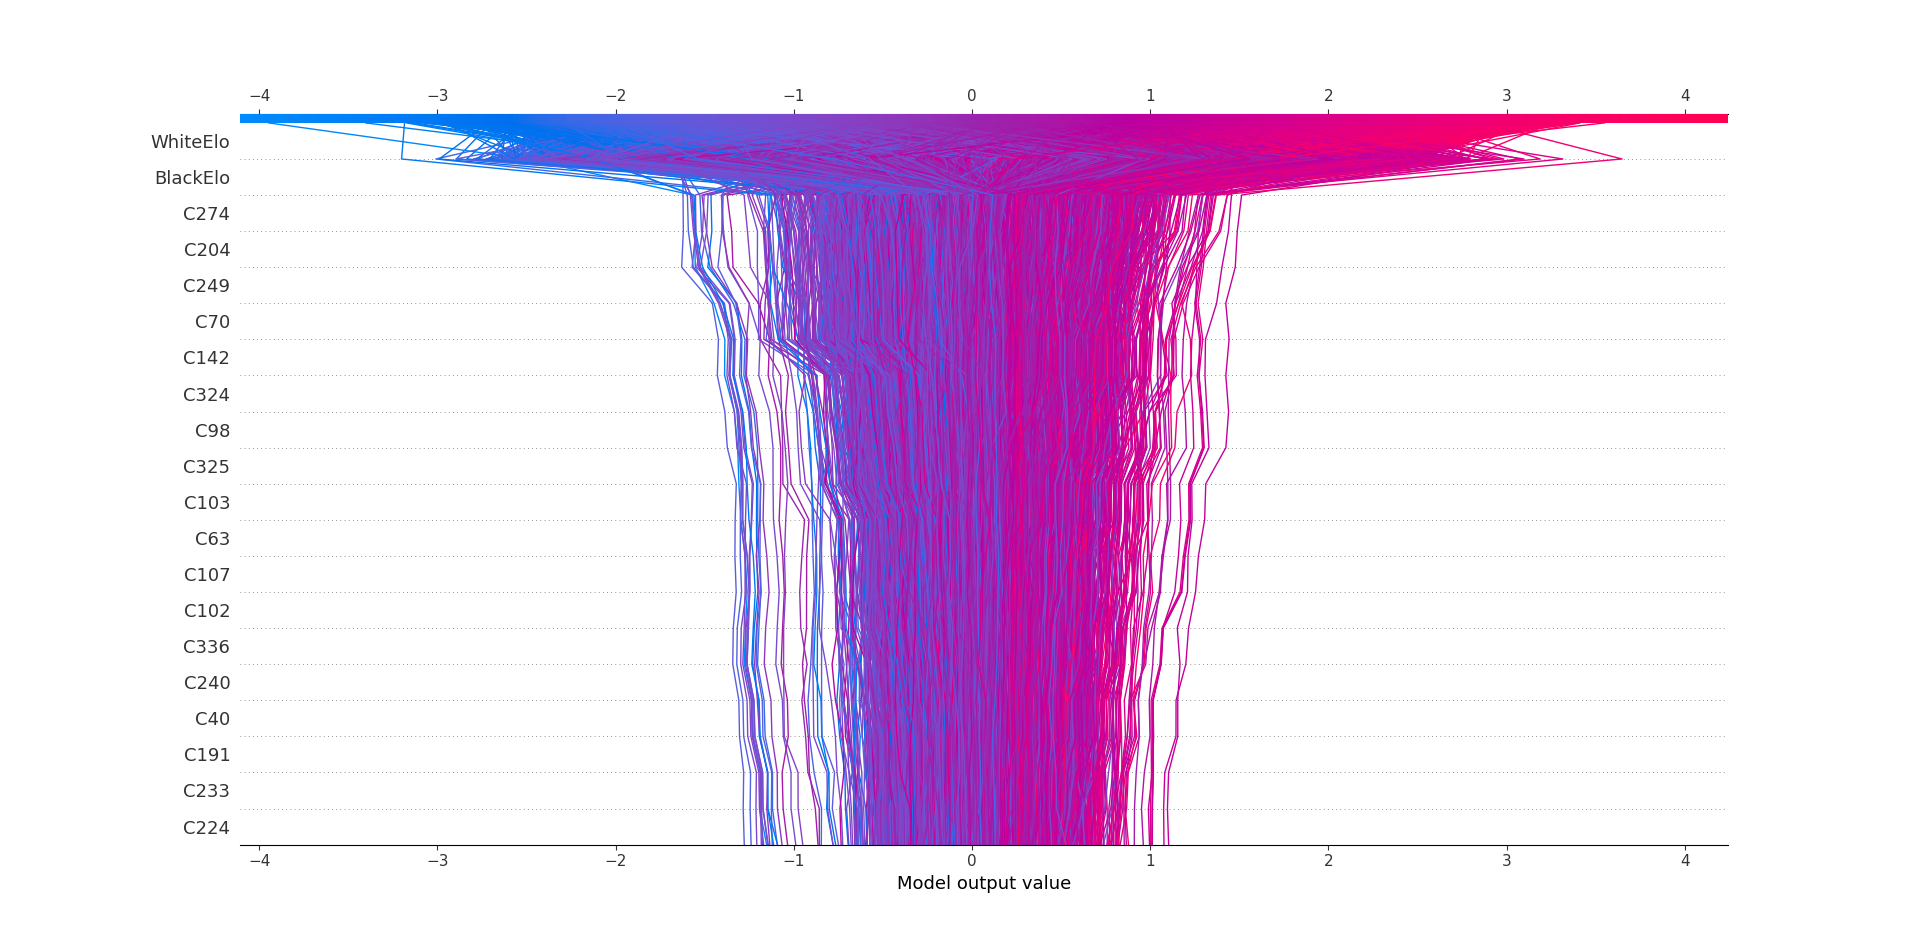 −4 −3 −2 −1 0 1 2 3 4
WhiteElo
BlackElo
C274
C204
C249
C70
C142
C324
C98
C325
C103
C63
C107
C102
C336
C240
C40
C191
C233
C224
−4 −3 −2 −1 0 1 2 3 4
Model output value